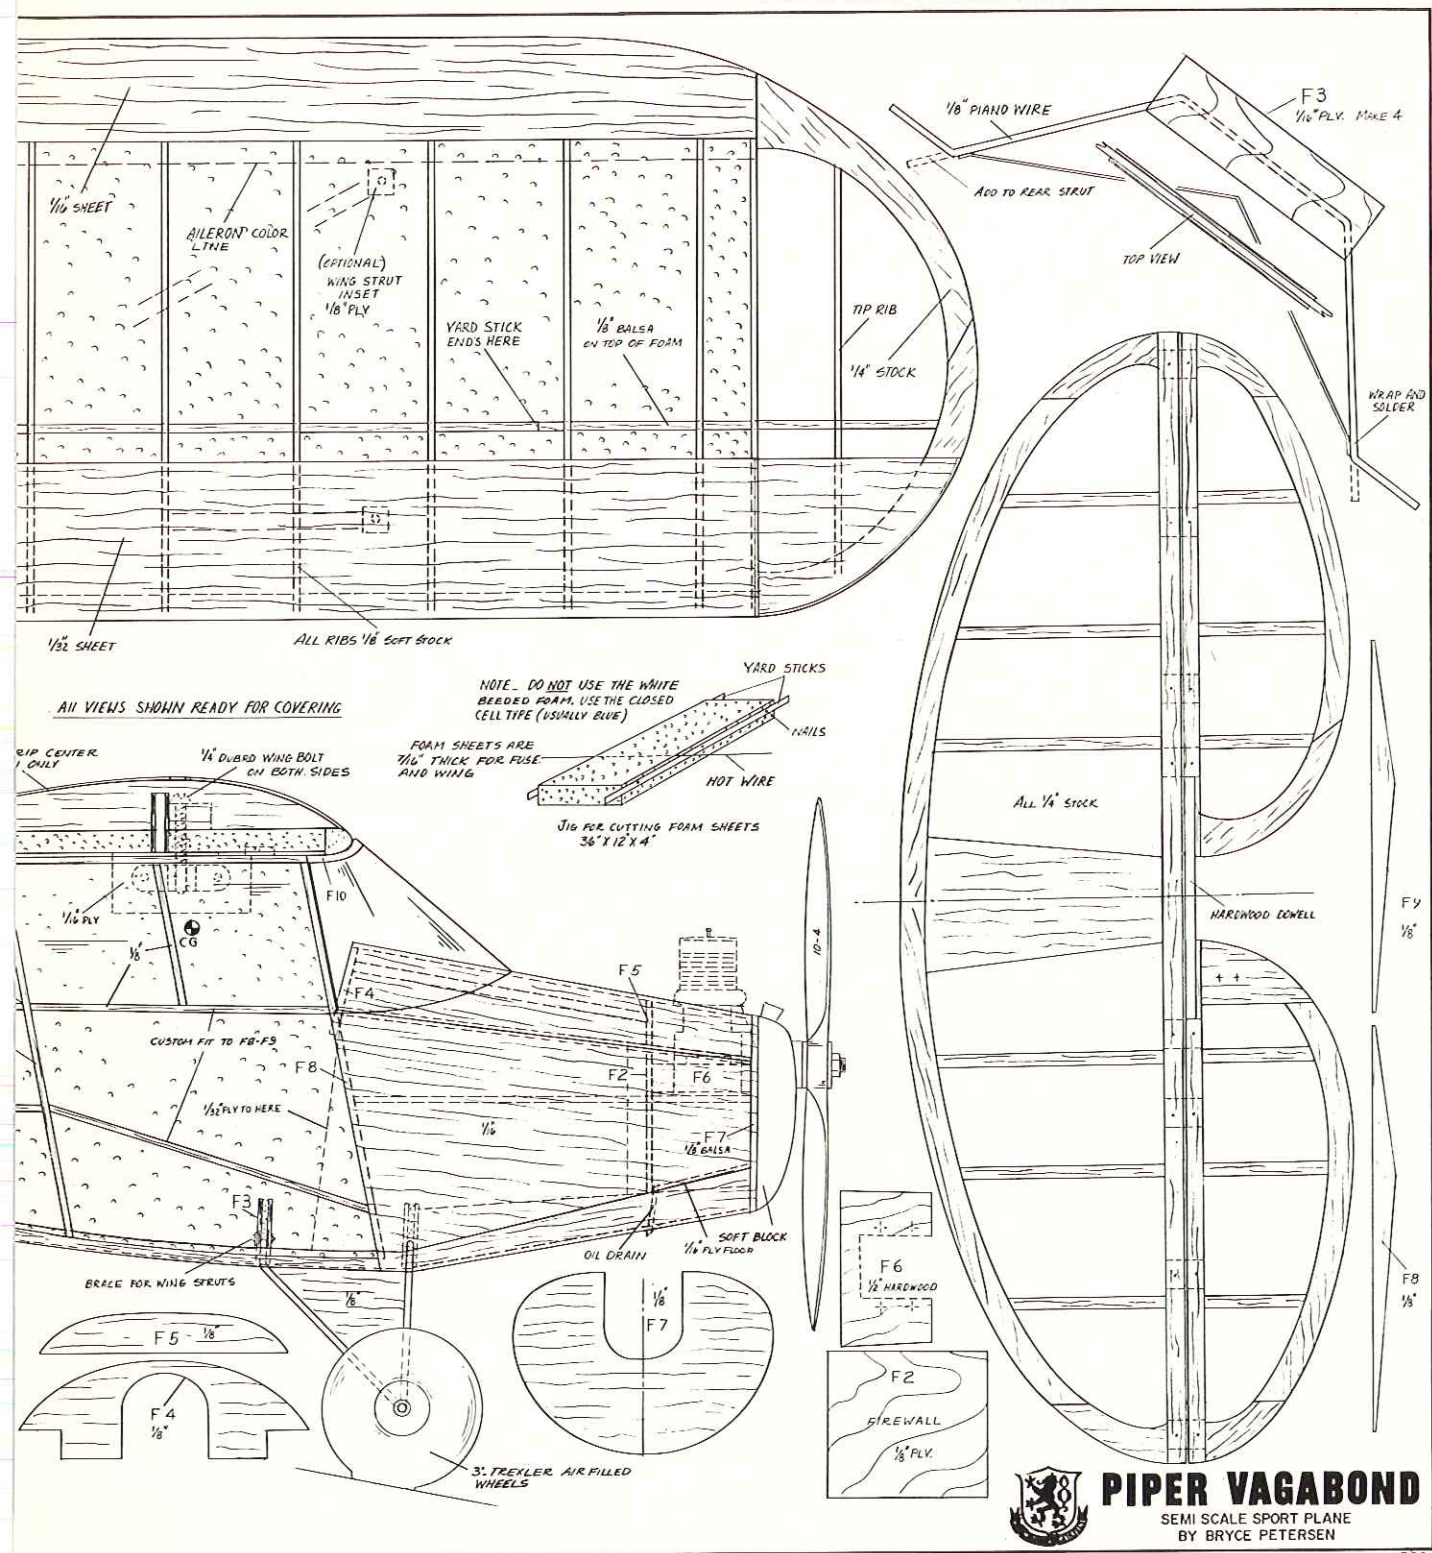 1/8" PIANO WIRE
F3
1/16" PLY. MAKE 4
ADD TO REAR STRUT
TOP VIEW
WRAP AND
SOLDER
1/16" SHEET
AILERON COLOR
LINE
(OPTIONAL)
WING STRUT
INSET
1/8" PLY
YARD STICK
ENDS HERE
1/8" BALSA
ON TOP OF FOAM
TIP RIB
1/4" STOCK
1/32" SHEET
ALL RIBS 1/8" SOFT STOCK
All VIEWS SHOWN READY FOR COVERING
NOTE - DO NOT USE THE WHITE
BEEDED FOAM. USE THE CLOSED
CELL TYPE (USUALLY BLUE)
YARD STICKS
NAILS
FOAM SHEETS ARE
7/16" THICK FOR FUSE
AND WING
HOT WIRE
JIG FOR CUTTING FOAM SHEETS
36" X 12" X 4"
RIP CENTER
ONLY
1/4 DUBRO WING BOLT
ON BOTH SIDES
F10
1/16 PLY
CG
1/8"
F4
F5
10-4
CUSTOM FIT TO F8-F9
F8
1/32" PLY TO HERE
F2
F6
1/16
F7
1/8" BALSA
F3
BRACE FOR WING STRUTS
OIL DRAIN
1/16" PLY FLOOR
SOFT BLOCK
1/8"
F5 - 1/8"
F4
1/8"
1/8"
F7
3". TREXLER AIR FILLED
WHEELS
F6
1/2" HARDWOOD
F2
FIREWALL
1/8" PLY.
ALL 1/4" STOCK
HARDWOOD DOWELL
F9
1/8"
F8
1/8"
PIPER VAGABOND
SEMI SCALE SPORT PLANE
BY BRYCE PETERSEN